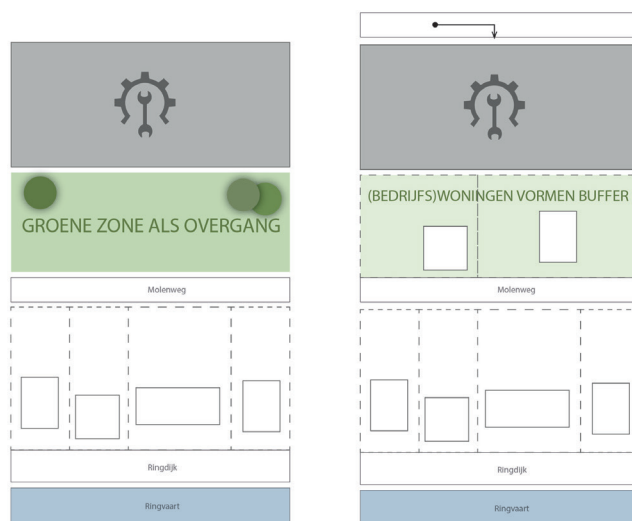 GROENE ZONE ALS OVERGANG
Molenweg
Ringdijk
Ringvaart
(BEDRIJFS)WONINGEN VORMEN BUFFER
Molenweg
Ringdijk
Ringvaart